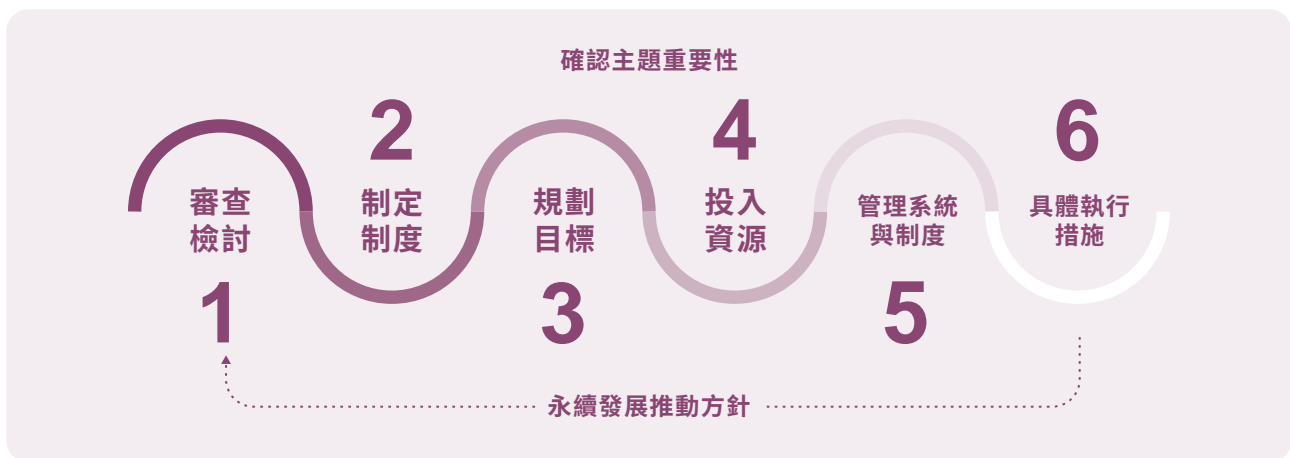 確認主題重要性
審查
檢討
1
2
制定
制度
規劃
目標
3
4
投入
資源
管理系統
與制度
5
6
具體執行
措施
永續發展推動方針